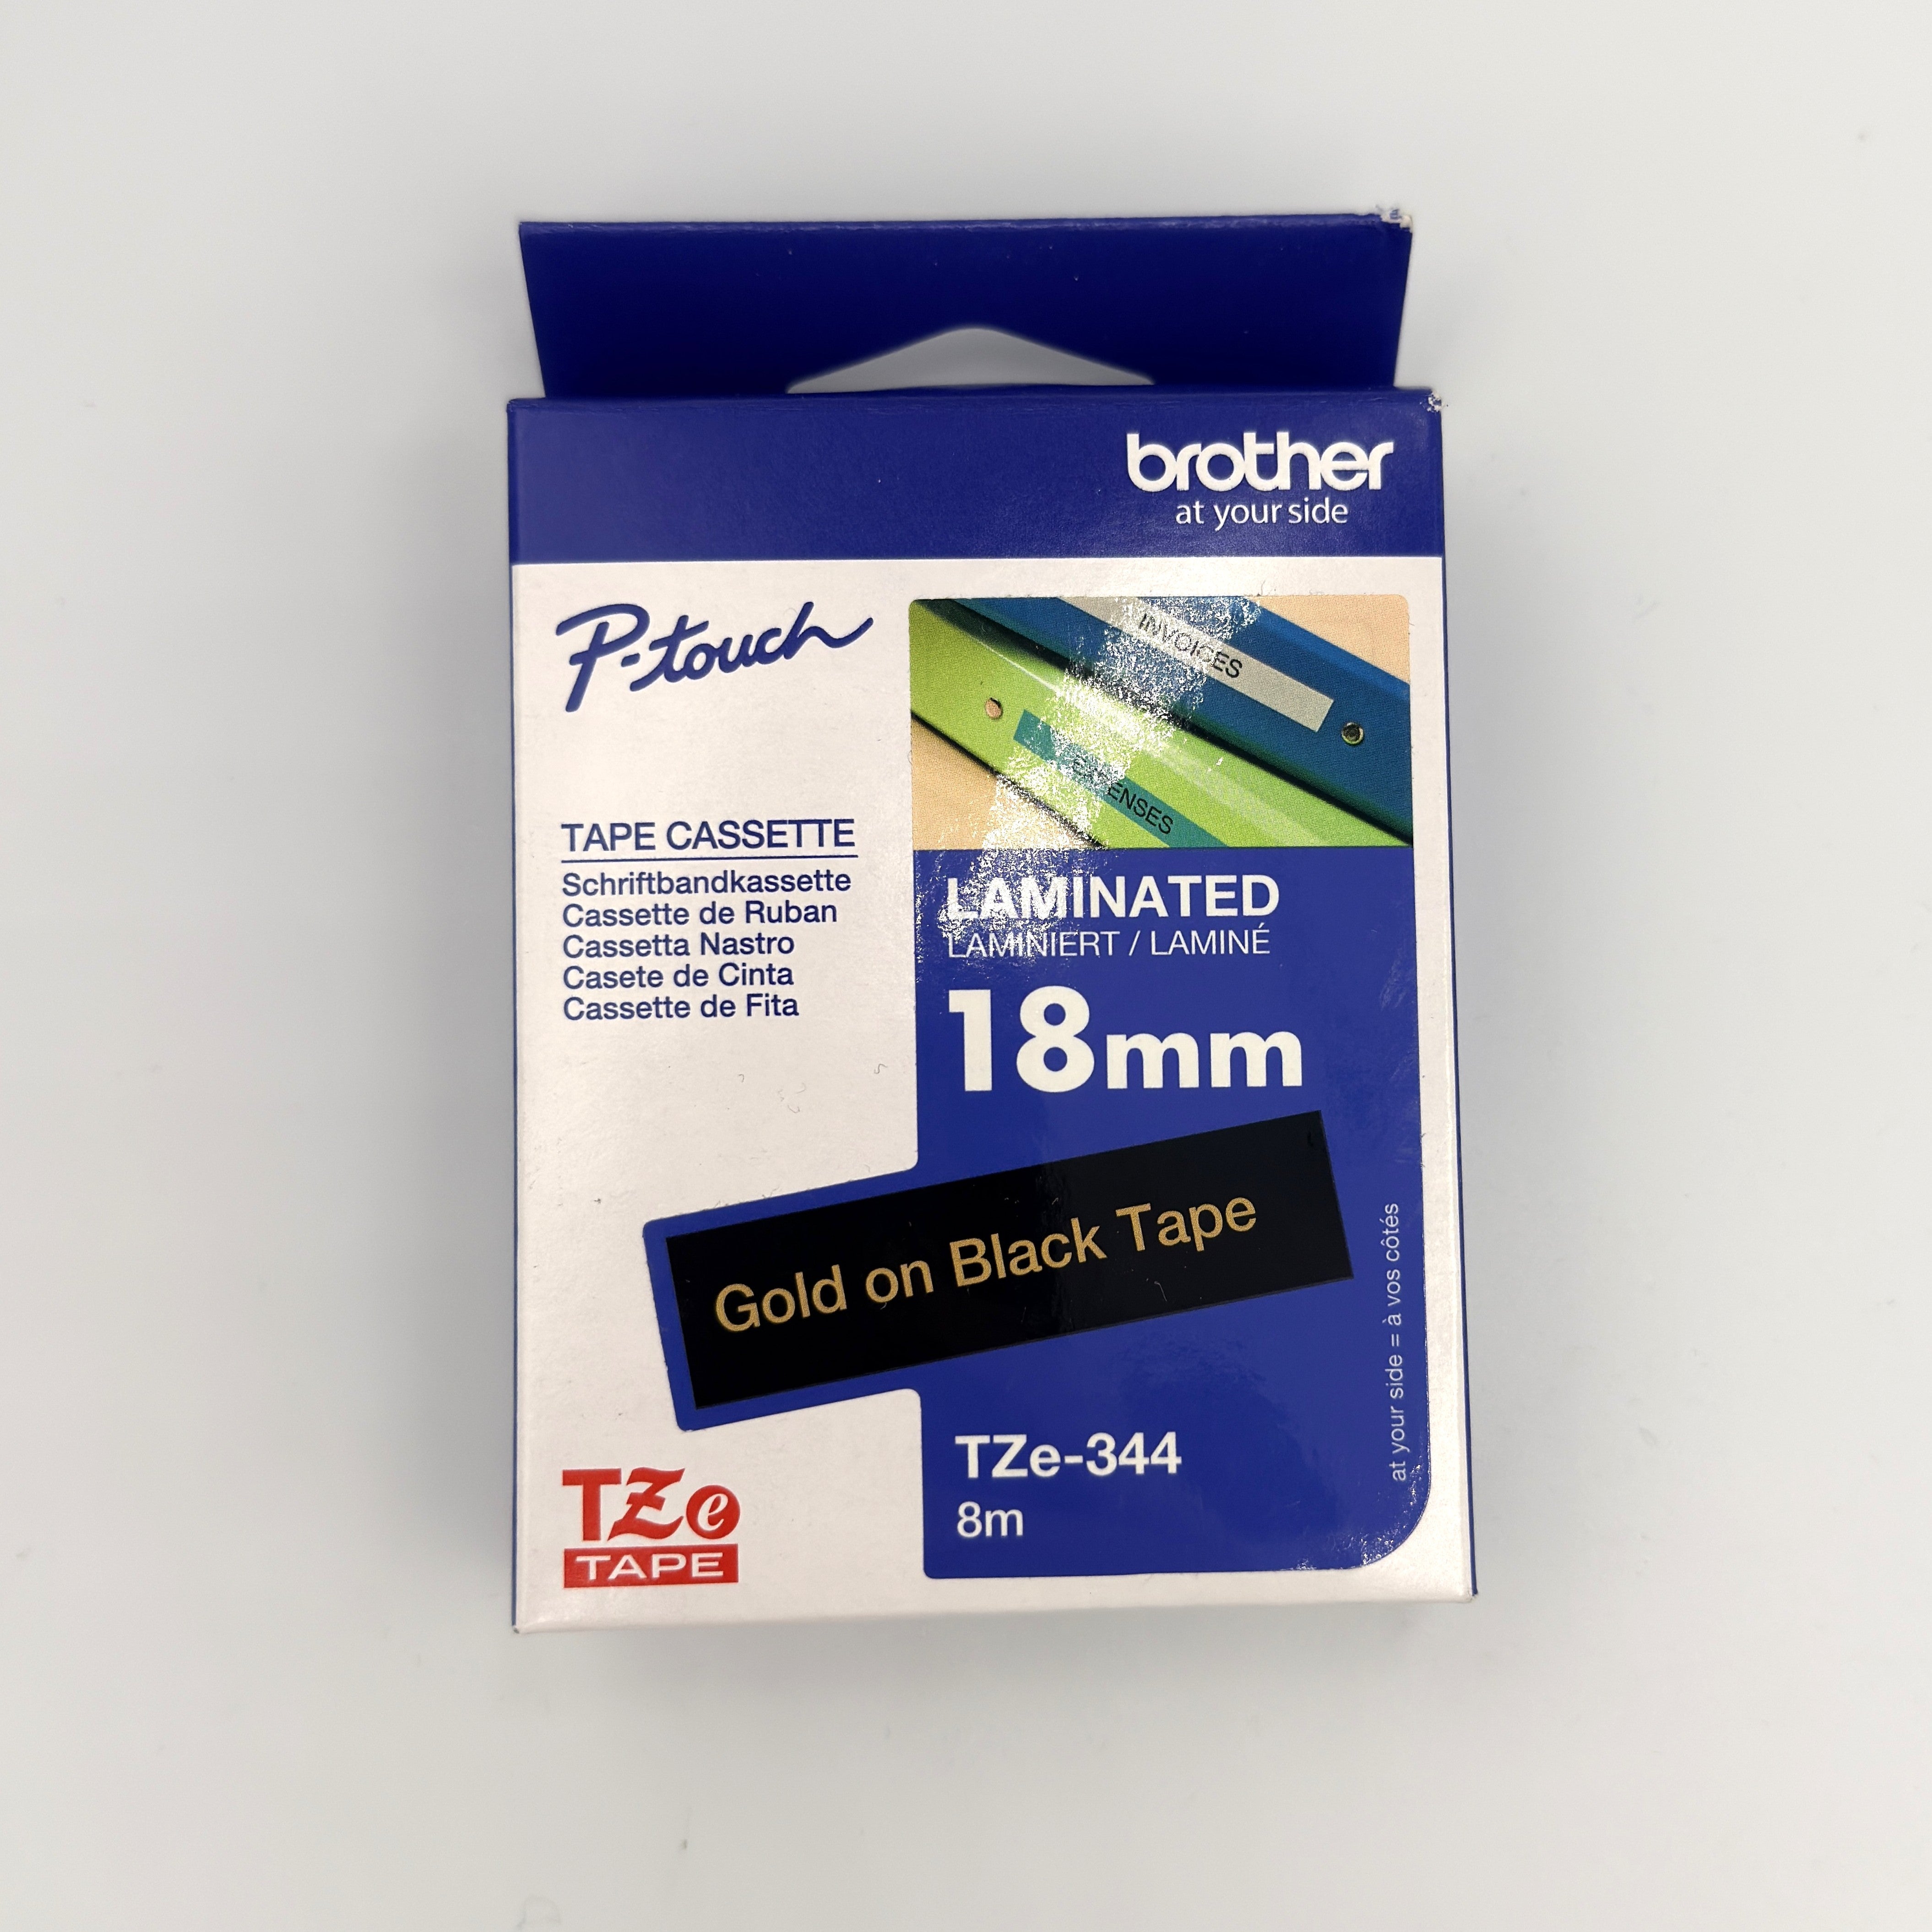 brother
at your side
P-touch
INVOICES
EXPENSES
TAPE CASSETTE
Schriftbandkassette
Cassette de Ruban
Cassetta Nastro
Casete de Cinta
Cassette de Fita
LAMINATED
LAMINIERT / LAMINÉ
18mm
Gold on Black Tape
TZe-344
8m
at your side = à vos côtés
TZe
TAPE